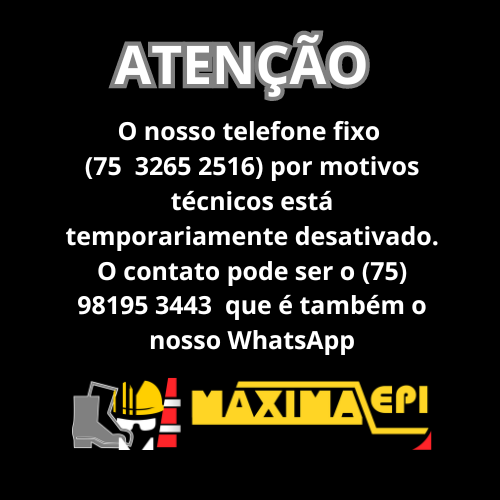 ATENÇÃO
O nosso telefone fixo
(75  3265 2516) por motivos
técnicos está
temporariamente desativado.
O contato pode ser o (75)
98195 3443  que é também o
nosso WhatsApp
MAXIMA EPI